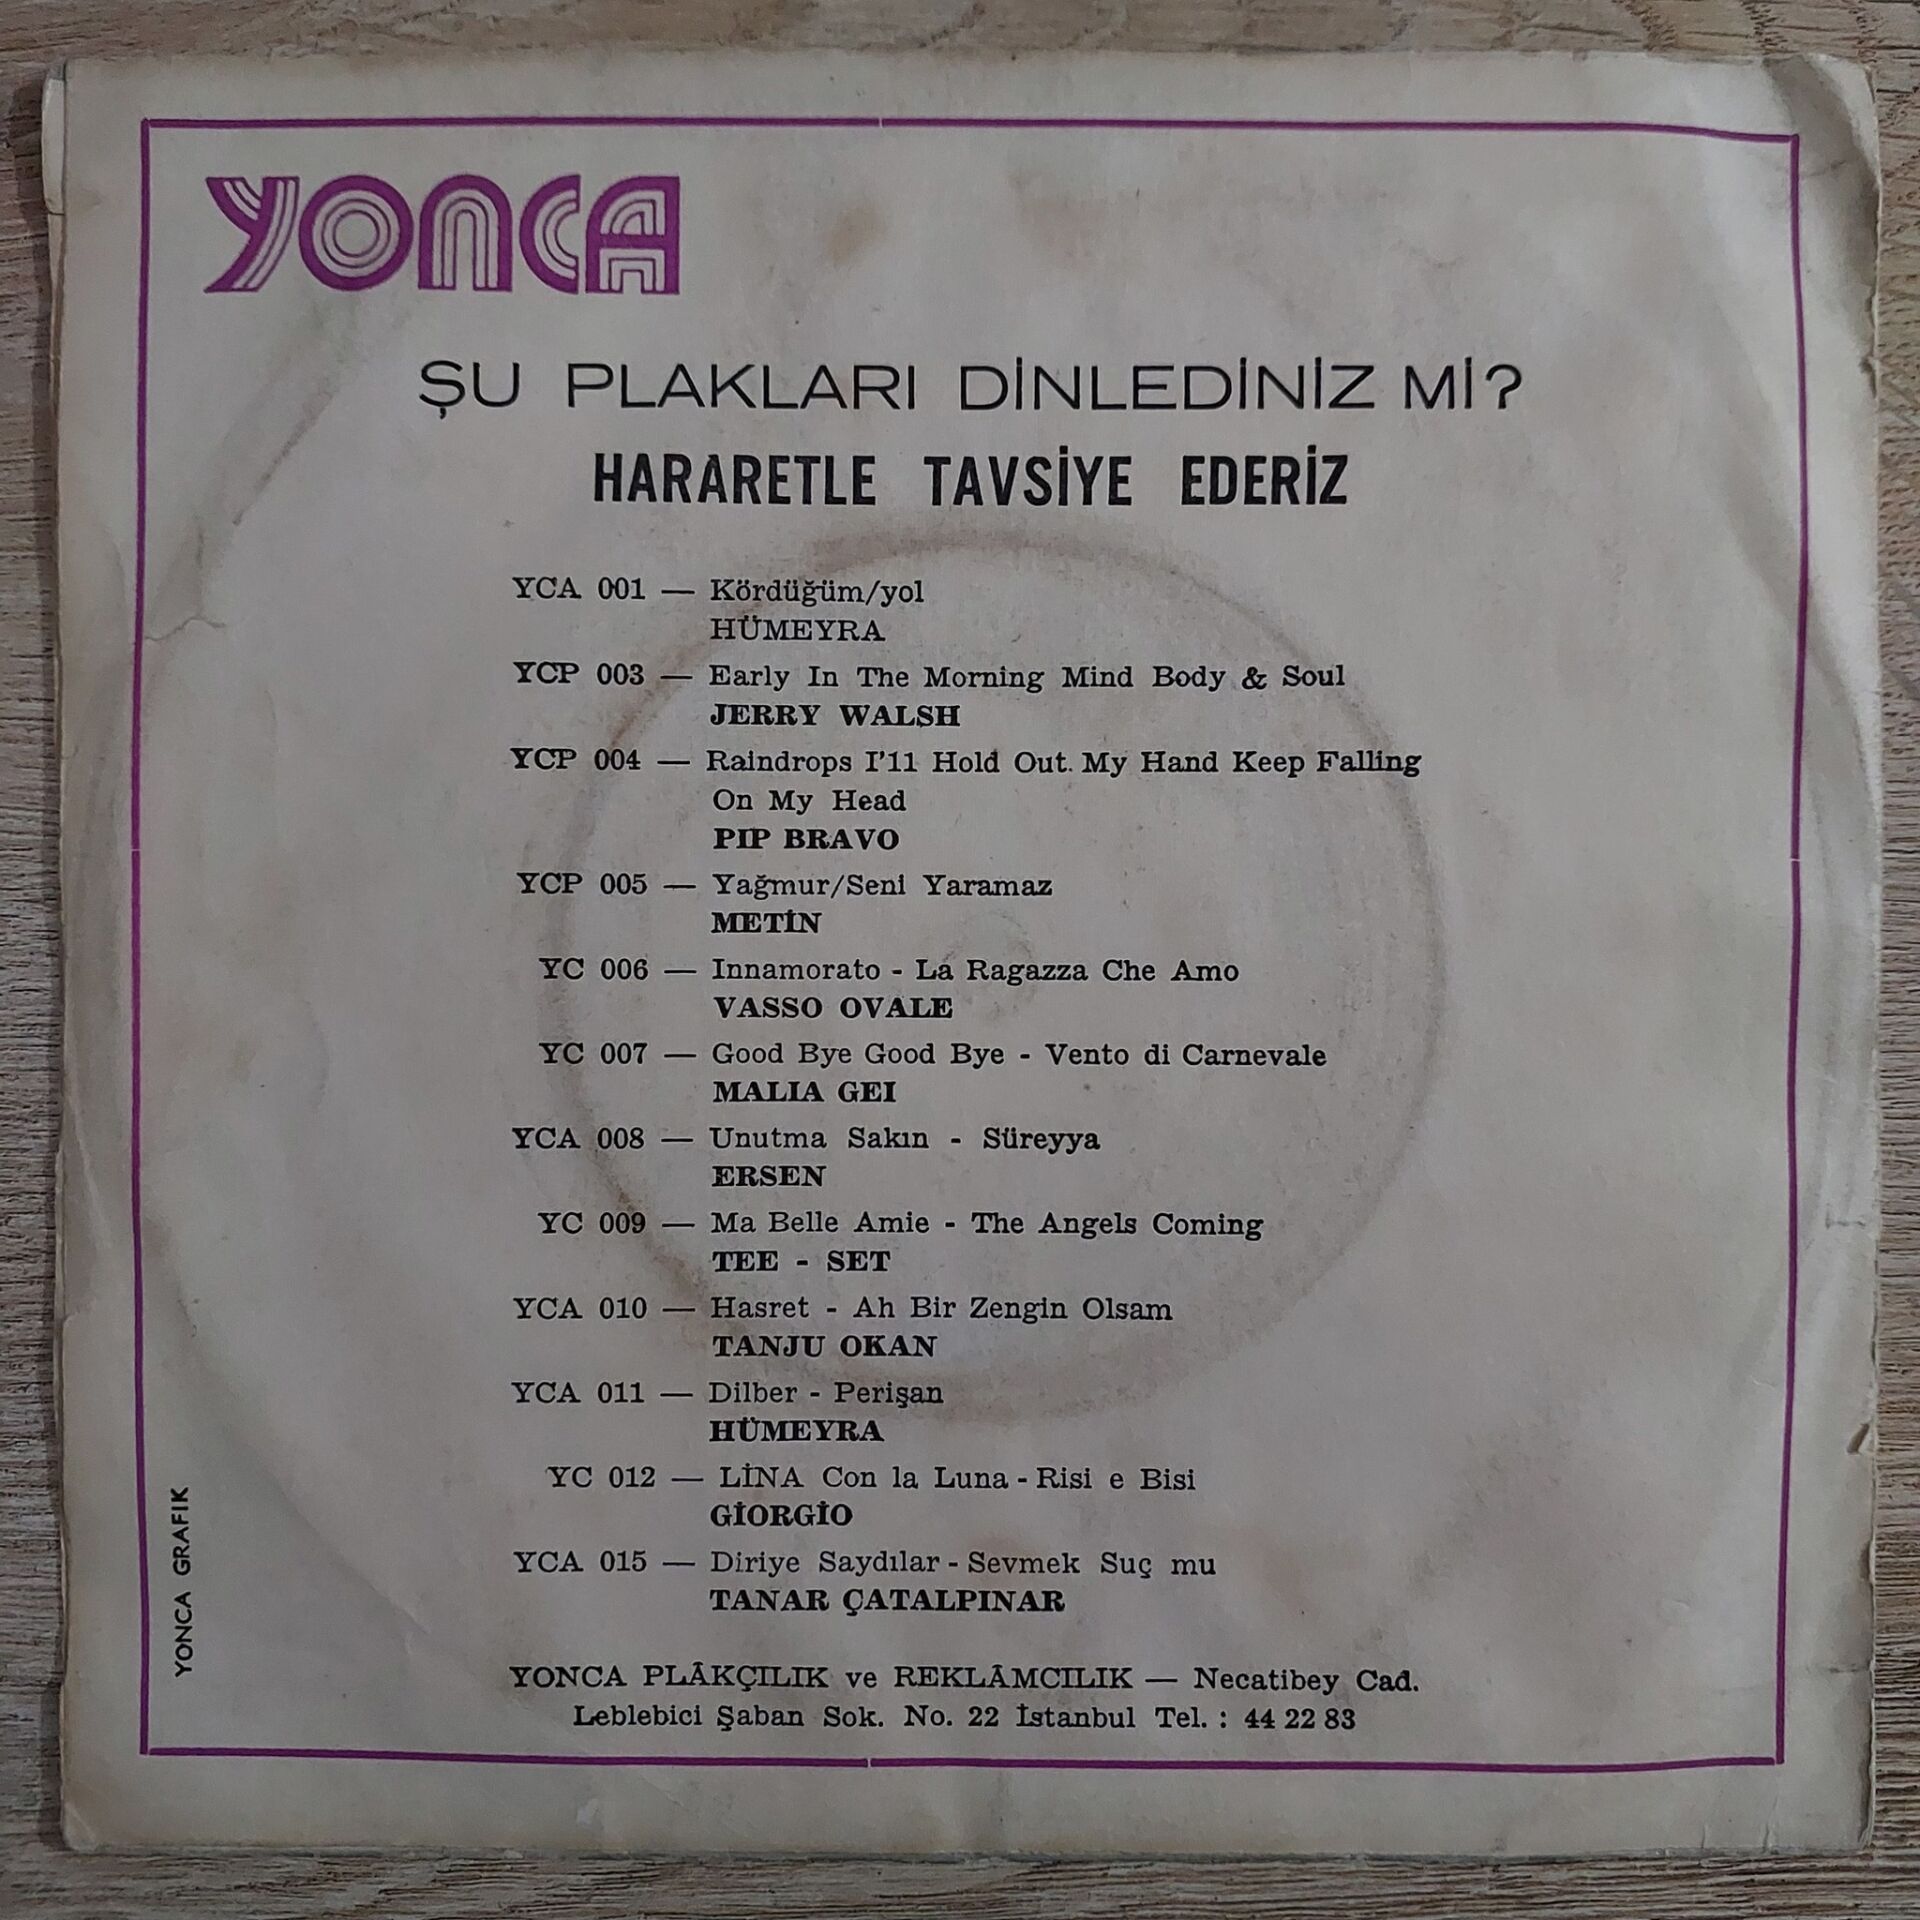 YONCA
ŞU PLAKLARI DİNLEDİNİZ Mİ?
HARARETLE TAVSİYE EDERİZ
YCA 001 — Kördüğüm/yol
HÜMEYRA
YCP 003 — Early In The Morning Mind Body & Soul
JERRY WALSH
YCP 004 — Raindrops I'11 Hold Out. My Hand Keep Falling
On My Head
PIP BRAVO
YCP 005 — Yağmur/Seni Yaramaz
METİN
YC 006 — Innamorato - La Ragazza Che Amo
VASSO OVALE
YC 007 — Good Bye Good Bye - Vento di Carnevale
MALIA GEI
YCA 008 — Unutma Sakın - Süreyya
ERSEN
YC 009 — Ma Belle Amie - The Angels Coming
TEE - SET
YCA 010 — Hasret - Ah Bir Zengin Olsam
TANJU OKAN
YCA 011 — Dilber - Perişan
HÜMEYRA
YC 012 — LİNA Con la Luna - Risi e Bisi
GİORGİO
YCA 015 — Diriye Saydılar - Sevmek Suç mu
TANAR ÇATALPINAR
YONCA PLÂKÇILIK ve REKLÂMCILIK — Necatibey Cad.
Leblebici Şaban Sok. No. 22 İstanbul Tel. : 44 22 83
YONCA GRAFIK